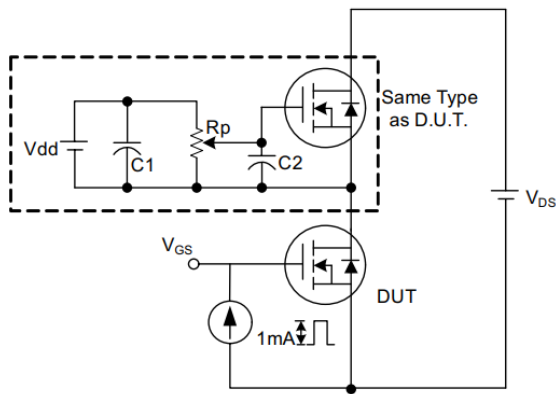 Same Type
as D.U.T.
Rp
Vdd
C1
C2
VDS
VGS
DUT
1mA